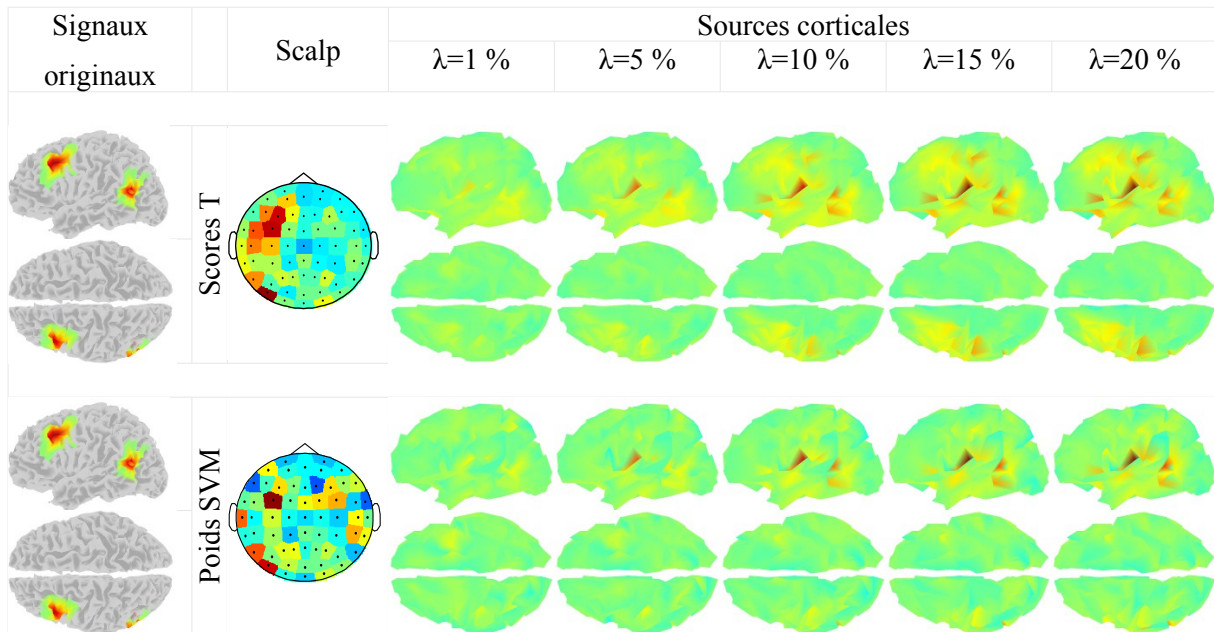 Signaux
originaux
Scalp
Sources corticales
λ=1 %
λ=5 %
λ=10 %
λ=15 %
λ=20 %
Scores T
Poids SVM